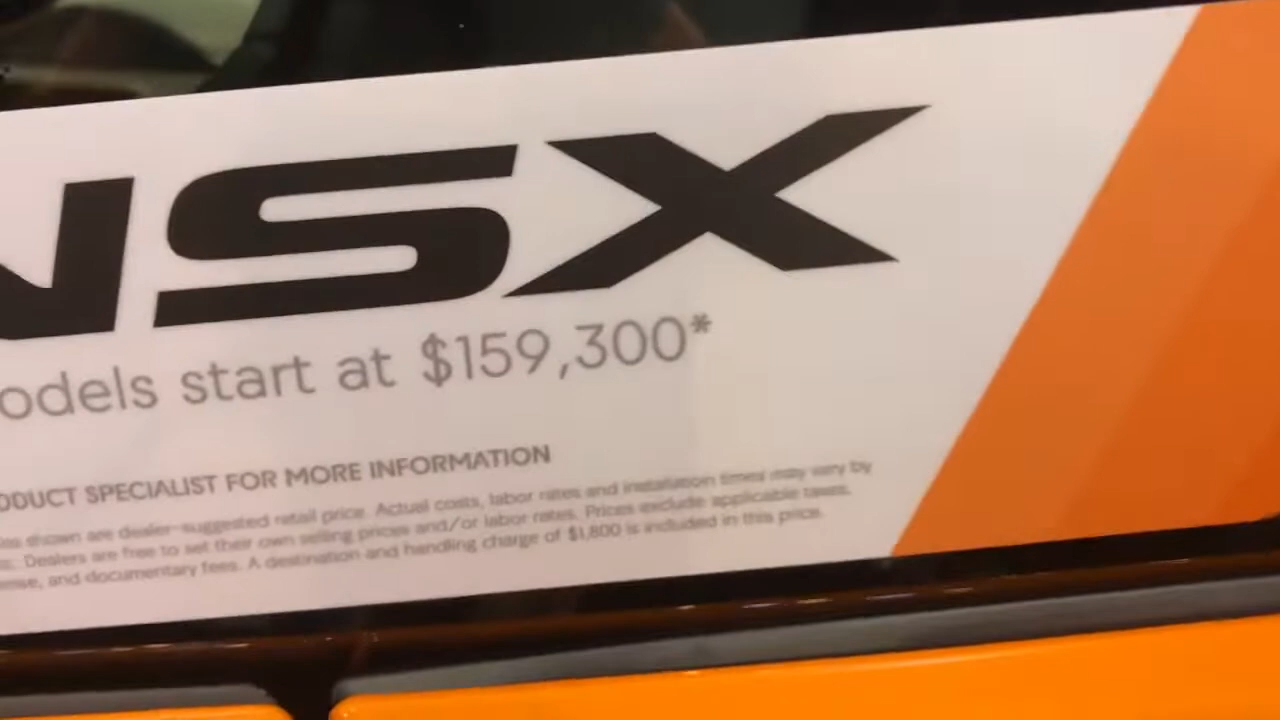 NSX
odels start at $159,300*
ODUCT SPECIALIST FOR MORE INFORMATION
shown are dealer-suggested retail price. Actual costs, labor rates and installation times may vary by
Dealers are free to set their own selling prices and/or labor rates. Prices exclude applicable taxes,
ense, and documentary fees. A destination and handling charge of $1,800 is included in this price.